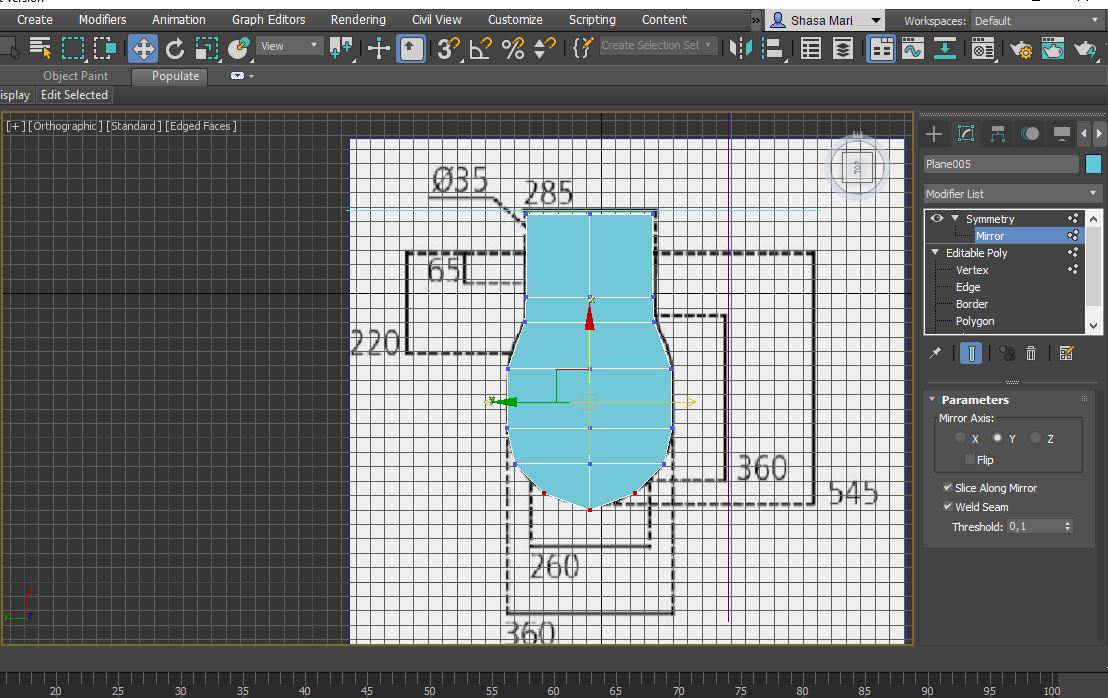 Create Modifiers Animation Graph Editors Rendering Civil View Customize Scripting Content » Shasa Mari Workspaces: Default
View Create Selection Set
Object Paint Populate
isplay Edit Selected
[+] [Orthographic] [Standard] [Edged Faces]
E
TOP
Ø35
285
65
220
360
545
260
360
Y
y
z
Plane005
Modifier List
Symmetry
Mirror
Editable Poly
Vertex
Edge
Border
Polygon
Parameters
Mirror Axis:
X Y Z
Flip
Slice Along Mirror
Weld Seam
Threshold: 0,1
20 25 30 35 40 45 50 55 60 65 70 75 80 85 90 95 100